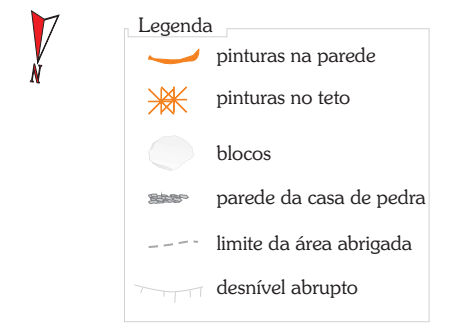 Legenda
pinturas na parede
N
pinturas no teto
blocos
parede da casa de pedra
limite da área abrigada
desnível abrupto